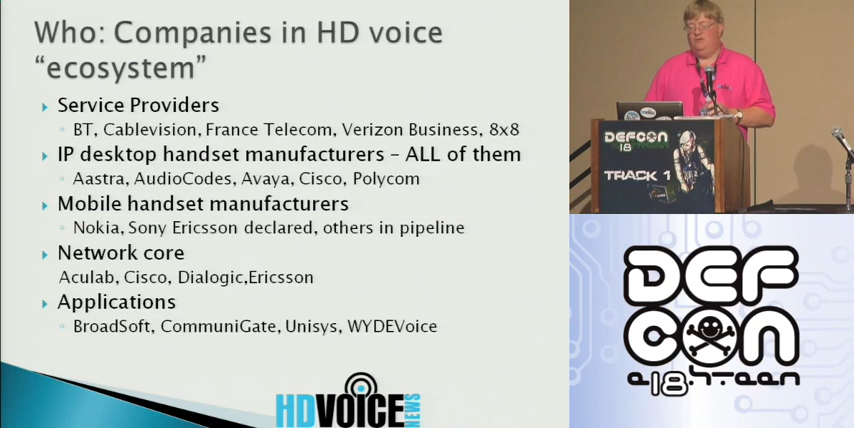 Who: Companies in HD voice
“ecosystem”
Service Providers
BT, Cablevision, France Telecom, Verizon Business, 8x8
IP desktop handset manufacturers – ALL of them
Aastra, AudioCodes, Avaya, Cisco, Polycom
Mobile handset manufacturers
Nokia, Sony Ericsson declared, others in pipeline
Network core
Aculab, Cisco, Dialogic,Ericsson
Applications
BroadSoft, CommuniGate, Unisys, WYDEVoice
HDVOICE NEWS
DEFCON
18
TRACK 1
DEF
CON
e.18.h.teen